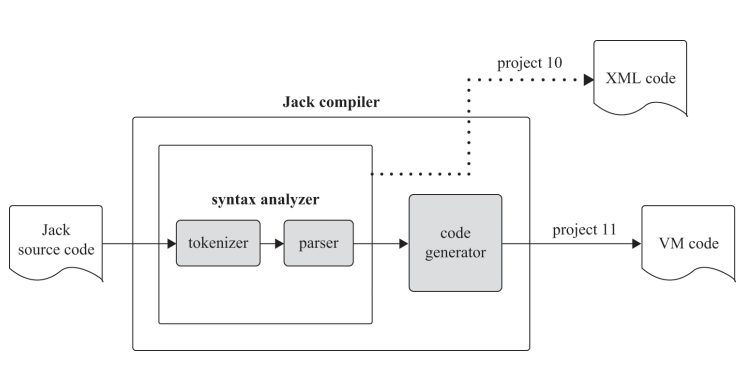 project 10
XML code
Jack compiler
syntax analyzer
Jack
source code
tokenizer
parser
code
generator
project 11
VM code